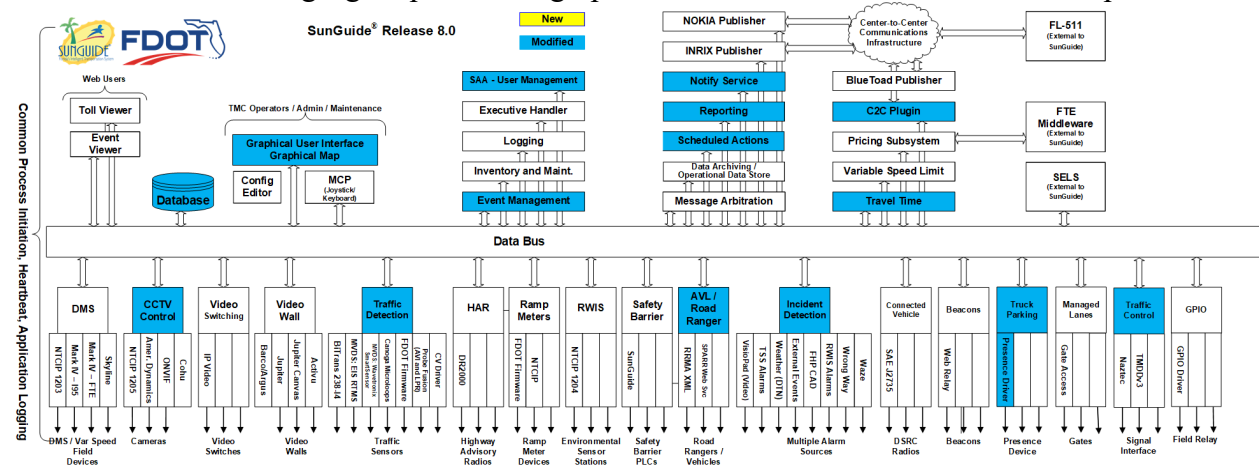 SunGuide® Release 8.0
New
Modified
SUNGUIDE
FDOT
Web Users
Toll Viewer
Event
Viewer
TMC Operators / Admin / Maintenance
Graphical User Interface
Graphical Map
Config
Editor
MCP
(Joystick/
Keyboard)
Database
SAA - User Management
Executive Handler
Logging
Inventory and Maint.
Event Management
NOKIA Publisher
INRIX Publisher
Notify Service
Reporting
Scheduled Actions
Data Archiving /
Operational Data Store
Message Arbitration
Center-to-Center
Communications
Infrastructure
BlueToad Publisher
C2C Plugin
Pricing Subsystem
Variable Speed Limit
Travel Time
FL-511
(External to
SunGuide)
FTE
Middleware
(External to
SunGuide)
SELS
(External to
SunGuide)
Common Process Initiation, Heartbeat, Application Logging
Data Bus
DMS
NTCIP 1203
Mark IV – I95
Mark IV – FTE
Skyline
DMS / Var Speed
Field
Devices
CCTV
Control
NTCIP 1205
Amer. Dynamics
ONVIF
Cohu
Cameras
Video
Switching
IP Video
Video
Switches
Video
Wall
Barco/Argus
Jupiter
Jupiter Canvas
Activu
Video
Walls
Traffic
Detection
BiTrans 238I4
MVDS: EIS RTMS
MVDS Wavetronix
SmartSensor
Canoga Microloops
FDOT Firmware
Probe Fusion
(AVI and LPR)
CV Driver
Traffic
Sensors
HAR
DR2000
Highway
Advisory
Radios
Ramp
Meters
FDOT Firmware
NTCIP
Ramp
Meter
Devices
RWIS
NTCIP 1204
Environmental
Sensor
Stations
Safety
Barrier
SunGuide
Safety
Barrier
PLCs
AVL /
Road
Ranger
RRMA XML
SPARR Web Svc
Road
Rangers /
Vehicles
Incident
Detection
VisioPad (Video)
TSS Alarms
Weather (DTN)
External Events
FHP CAD
RWIS Alarms
Wrong Way
Waze
Multiple Alarm
Sources
Connected
Vehicle
SAE J2735
DSRC
Radios
Beacons
Web Relay
Beacons
Truck
Parking
Presence Driver
Presence
Device
Managed
Lanes
Gate Access
Gates
Traffic
Control
Naztec
TMDDv3
Signal
Interface
GPIO
GPIO Driver
Field Relay